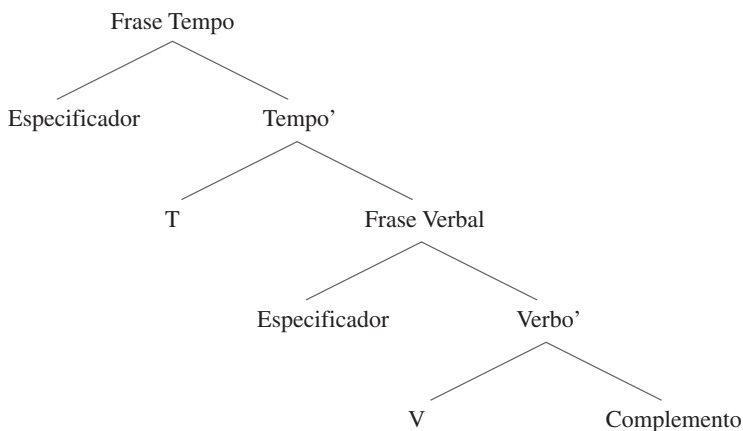 Frase Tempo
Especificador Tempo’
T Frase Verbal
Especificador Verbo’
V Complemento